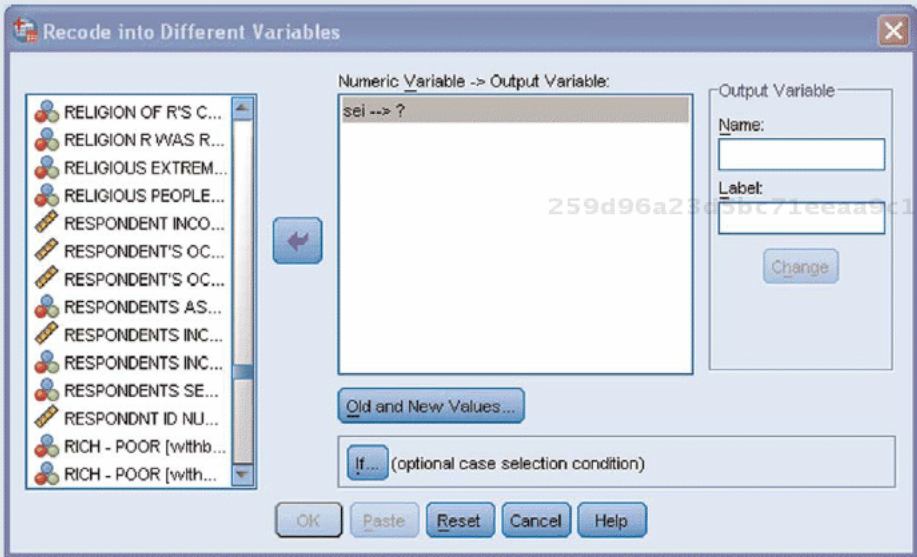 Recode into Different Variables
Numeric Variable -> Output Variable:
RELIGION OF R'S C...
RELIGION R WAS R...
RELIGIOUS EXTREM...
RELIGIOUS PEOPLE...
RESPONDENT INCO...
RESPONDENT'S OC...
RESPONDENT'S OC...
RESPONDENTS AS...
RESPONDENTS INC...
RESPONDENTS INC...
RESPONDENTS SE...
RESPONDNT ID NU...
RICH - POOR [withb...
RICH - POOR [with...
sei --> ?
Output Variable
Name:
Label:
259d96a23d3bc71eeaa9c1
Change
Old and New Values...
If... (optional case selection condition)
OK Paste Reset Cancel Help